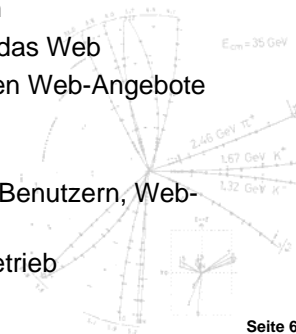 das Web
en Web-Angebote
E_cm=35 GeV
2.46 GeV π⁺
1.67 GeV K⁺
1.32 GeV K⁻
Benutzern, Web-
etrieb
Seite 6